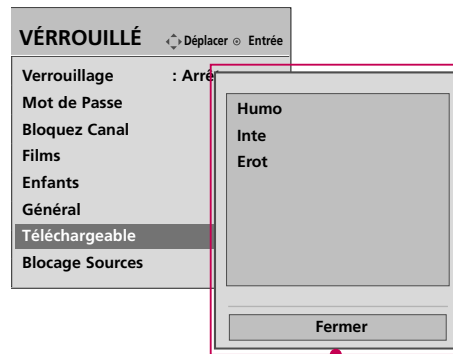 VÉRROUILLÉ Déplacer Entrée
Verrouillage : Arrêt
Mot de Passe
Bloquez Canal
Films
Enfants
Général
Téléchargeable
Blocage Sources
Humo
Inte
Erot
Fermer